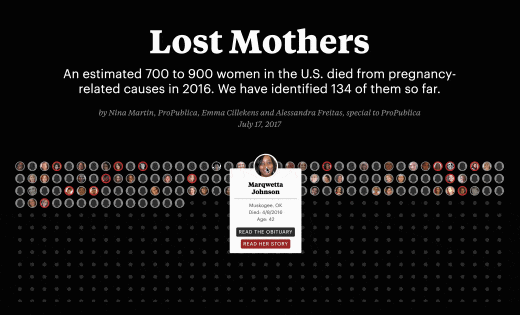 Lost Mothers
An estimated 700 to 900 women in the U.S. died from pregnancy-
related causes in 2016. We have identified 134 of them so far.
by Nina Martin, ProPublica, Emma Cillekens and Alessandra Freitas, special to ProPublica
July 17, 2017
Marqwetta
Johnson
Muskogee, OK
Died: 4/8/2016
Age: 42
READ THE OBITUARY
READ HER STORY